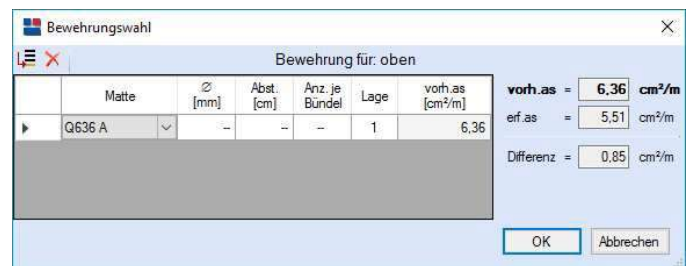 Bewehrungswahl
Bewehrung für: oben
Matte Ø [mm] Abst. [cm] Anz. je Bündel Lage vorh.as [cm²/m]
Q636 A -- -- -- 1 6,36
vorh.as = 6,36 cm²/m
erf.as = 5,51 cm²/m
Differenz = 0,85 cm²/m
OK Abbrechen